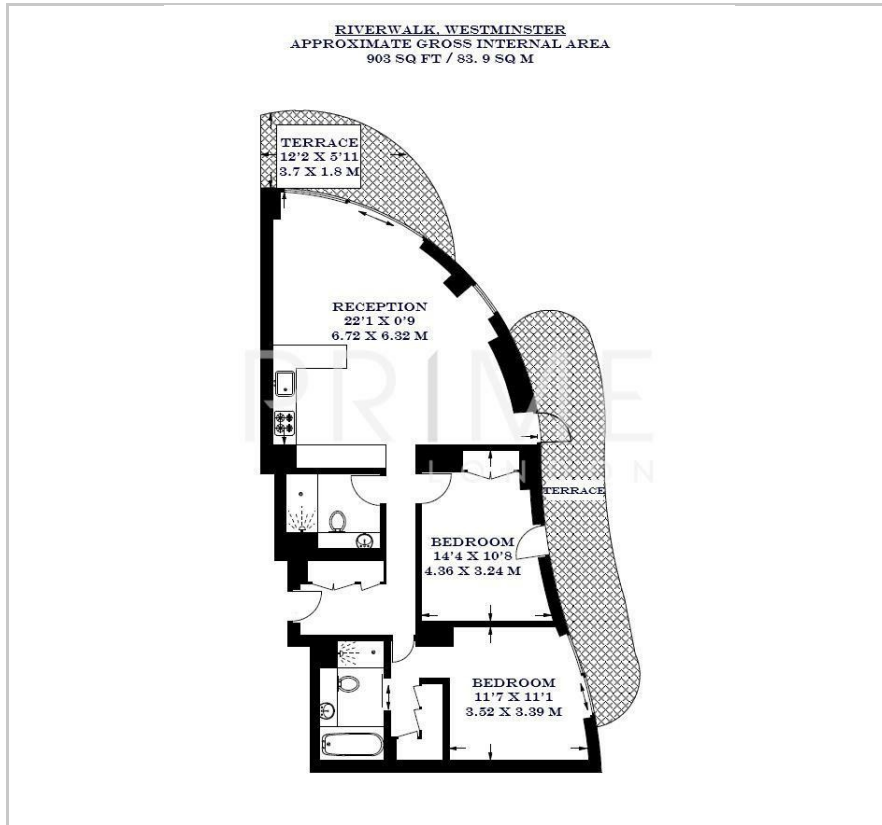 RIVERWALK, WESTMINSTER
APPROXIMATE GROSS INTERNAL AREA
903 SQ FT / 83. 9 SQ M
TERRACE
12'2 X 5'11
3.7 X 1.8 M
RECEPTION
22'1 X 0'9
6.72 X 6.32 M
PRIME
LONDON
TERRACE
BEDROOM
14'4 X 10'8
4.36 X 3.24 M
BEDROOM
11'7 X 11'1
3.52 X 3.39 M